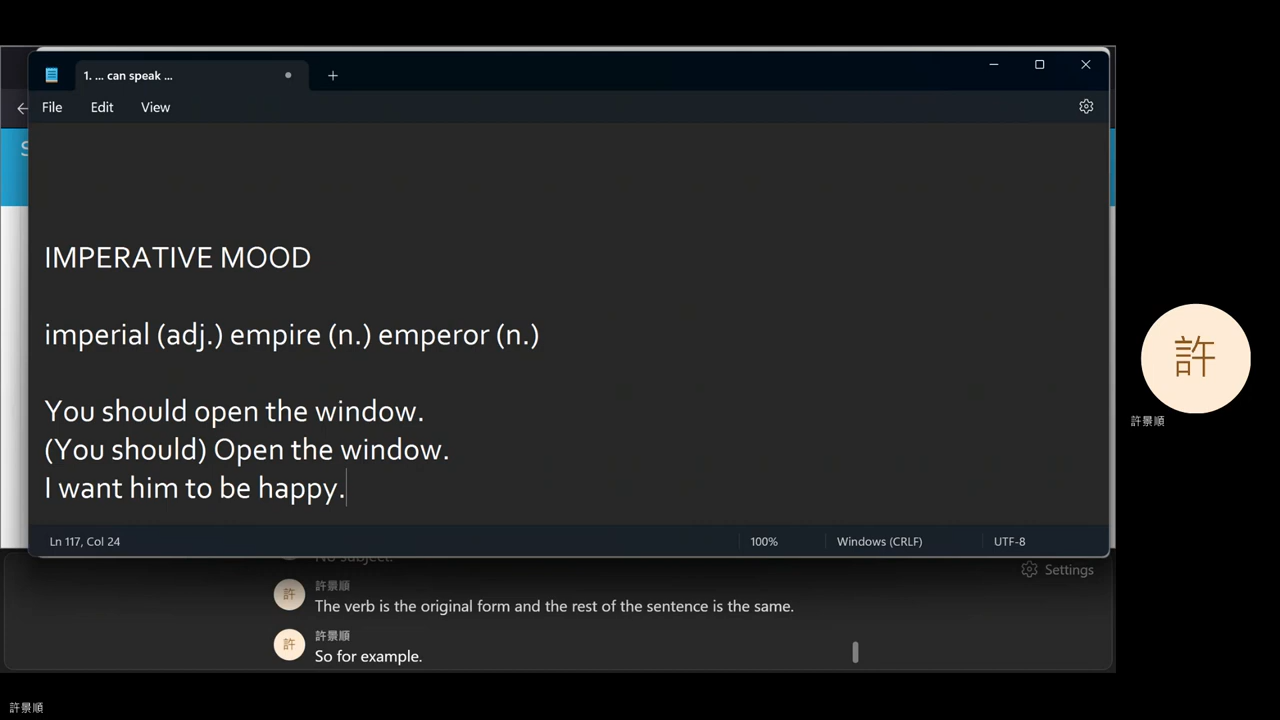 1. ... can speak ...
File Edit View
S
IMPERATIVE MOOD
imperial (adj.) empire (n.) emperor (n.)
You should open the window.
(You should) Open the window.
I want him to be happy.
Ln 117, Col 24 100% Windows (CRLF) UTF-8
No subject.
Settings
許 許景順
The verb is the original form and the rest of the sentence is the same.
許 許景順
So for example.
許
許景順
許景順